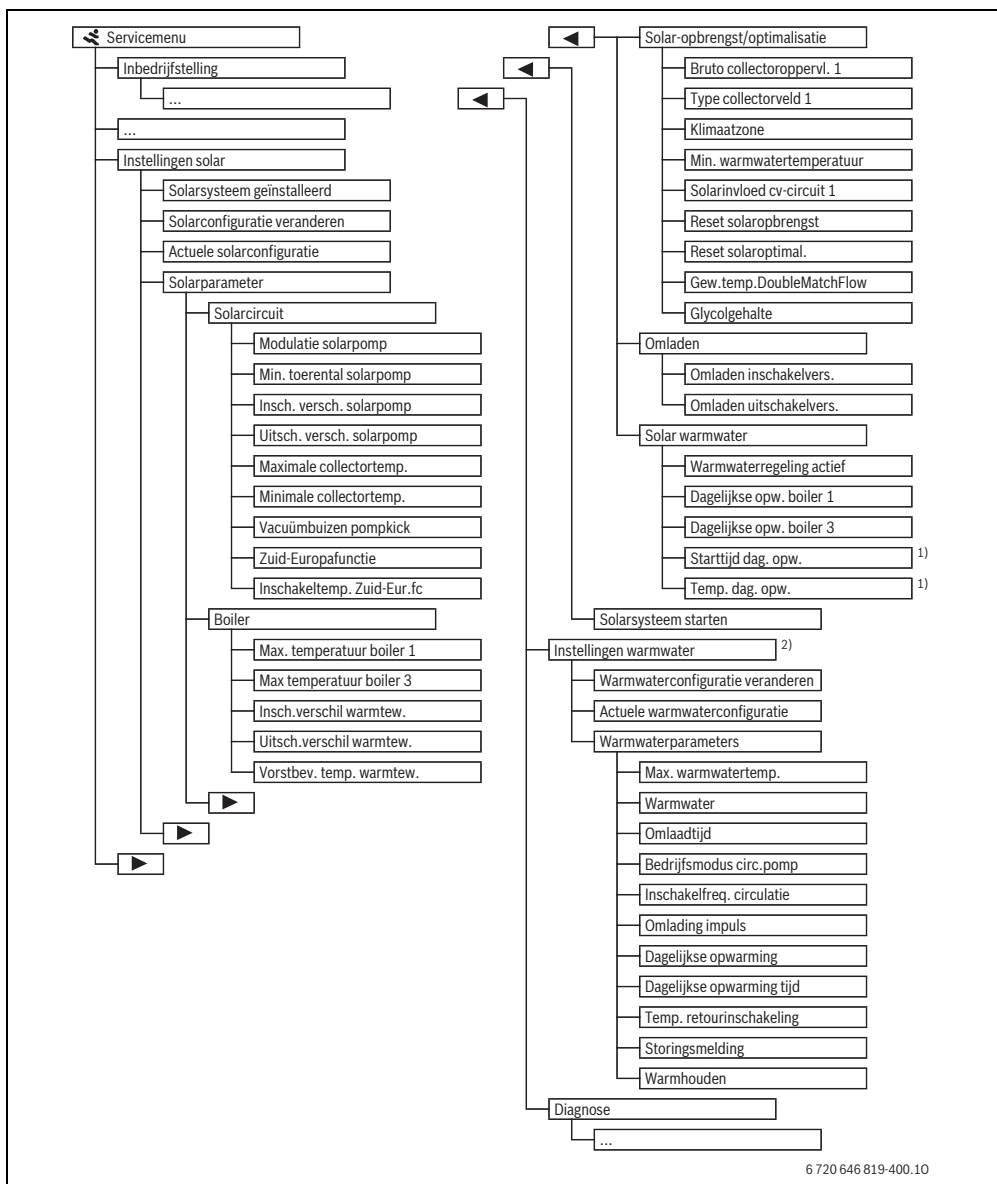 Servicemenu
Inbedrijfstelling
...
...
Instellingen solar
Solarsysteem geïnstalleerd
Solarconfiguratie veranderen
Actuele solarconfiguratie
Solarparameter
Solarcircuit
Modulatie solarpomp
Min. toerental solarpomp
Insch. versch. solarpomp
Uitsch. versch. solarpomp
Maximale collectortemp.
Minimale collectortemp.
Vacuümbuizen pompkick
Zuid-Europafunctie
Inschakeltemp. Zuid-Eur.fc
Boiler
Max. temperatuur boiler 1
Max temperatuur boiler 3
Insch.verschil warmtew.
Uitsch.verschil warmtew.
Vorstbev. temp. warmtew.
Solar-opbrengst/optimalisatie
Bruto collectoroppervl. 1
Type collectorveld 1
Klimaatzone
Min. warmwatertemperatuur
Solarinvloed cv-circuit 1
Reset solaropbrengst
Reset solaroptimal.
Gew.temp.DoubleMatchFlow
Glycolgehalte
Omladen
Omladen inschakelvers.
Omladen uitschakelvers.
Solar warmwater
Warmwaterregeling actief
Dagelijkse opw. boiler 1
Dagelijkse opw. boiler 3
Starttijd dag. opw. 1)
Temp. dag. opw. 1)
Solarsysteem starten
Instellingen warmwater 2)
Warmwaterconfiguratie veranderen
Actuele warmwaterconfiguratie
Warmwaterparameters
Max. warmwatertemp.
Warmwater
Omlaadtijd
Bedrijfsmodus circ.pomp
Inschakelfreq. circulatie
Omlading impuls
Dagelijkse opwarming
Dagelijkse opwarming tijd
Temp. retourinschakeling
Storingsmelding
Warmhouden
Diagnose
...
6 720 646 819-400.1O